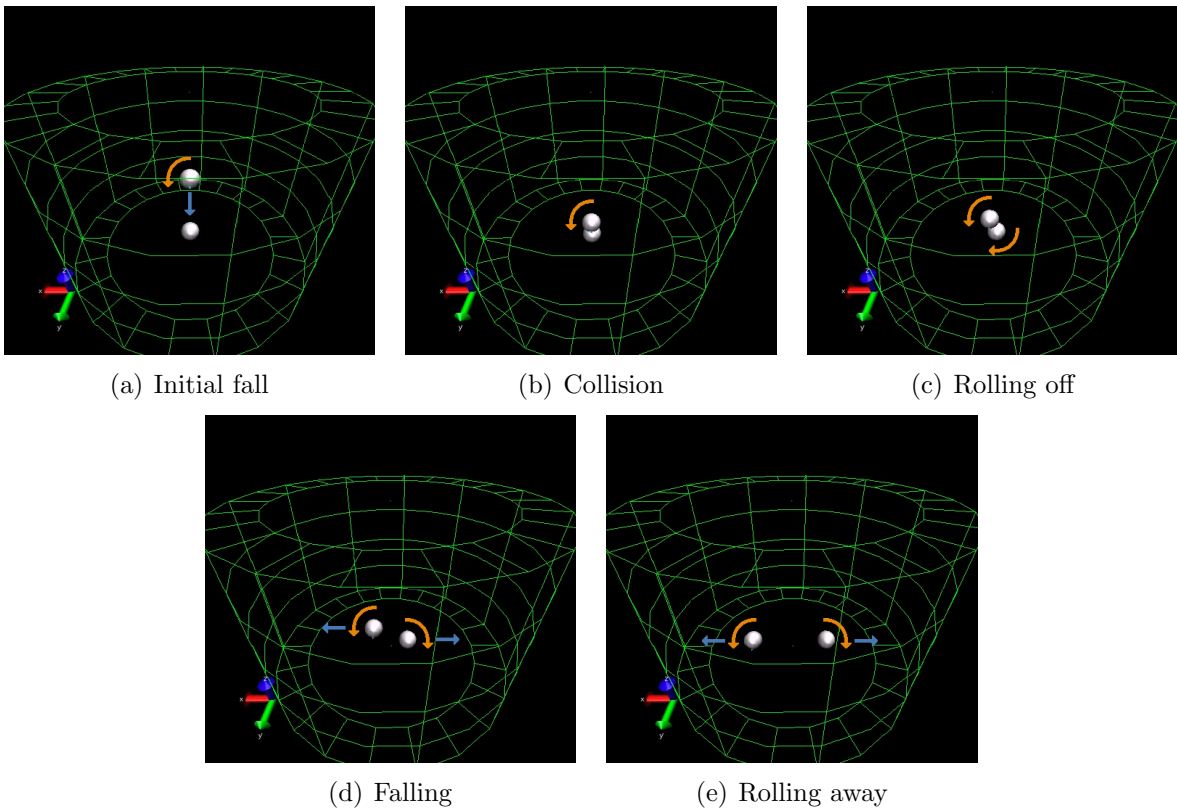 z
x
y
z
x
y
z
x
y
(a) Initial fall
(b) Collision
(c) Rolling off
z
x
y
z
x
y
(d) Falling
(e) Rolling away